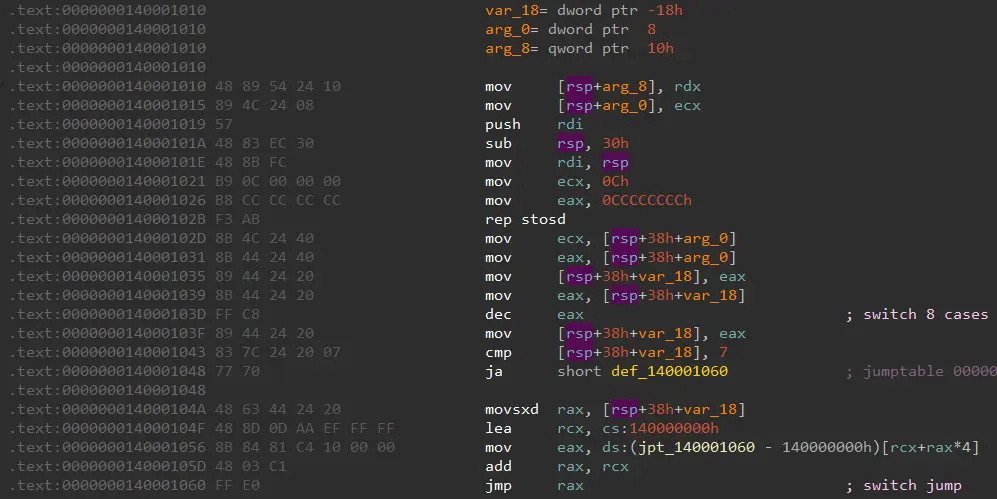 .text:0000000140001010 var_18= dword ptr -18h
.text:0000000140001010 arg_0= dword ptr  8
.text:0000000140001010 arg_8= qword ptr  10h
.text:0000000140001010
.text:0000000140001010 48 89 54 24 10 mov [rsp+arg_8], rdx
.text:0000000140001015 89 4C 24 08 mov [rsp+arg_0], ecx
.text:0000000140001019 57 push rdi
.text:000000014000101A 48 83 EC 30 sub rsp, 30h
.text:000000014000101E 48 8B FC mov rdi, rsp
.text:0000000140001021 B9 0C 00 00 00 mov ecx, 0Ch
.text:0000000140001026 B8 CC CC CC CC mov eax, 0CCCCCCCCh
.text:000000014000102B F3 AB rep stosd
.text:000000014000102D 8B 4C 24 40 mov ecx, [rsp+38h+arg_0]
.text:0000000140001031 8B 44 24 40 mov eax, [rsp+38h+arg_0]
.text:0000000140001035 89 44 24 20 mov [rsp+38h+var_18], eax
.text:0000000140001039 8B 44 24 20 mov eax, [rsp+38h+var_18]
.text:000000014000103D FF C8 dec eax ; switch 8 cases
.text:000000014000103F 89 44 24 20 mov [rsp+38h+var_18], eax
.text:0000000140001043 83 7C 24 20 07 cmp [rsp+38h+var_18], 7
.text:0000000140001048 77 70 ja short def_140001060 ; jumptable 00000
.text:0000000140001048
.text:000000014000104A 48 63 44 24 20 movsxd rax, [rsp+38h+var_18]
.text:000000014000104F 48 8D 0D AA EF FF FF lea rcx, cs:140000000h
.text:0000000140001056 8B 84 81 C4 10 00 00 mov eax, ds:(jpt_140001060 - 140000000h)[rcx+rax*4]
.text:000000014000105D 48 03 C1 add rax, rcx
.text:0000000140001060 FF E0 jmp rax ; switch jump